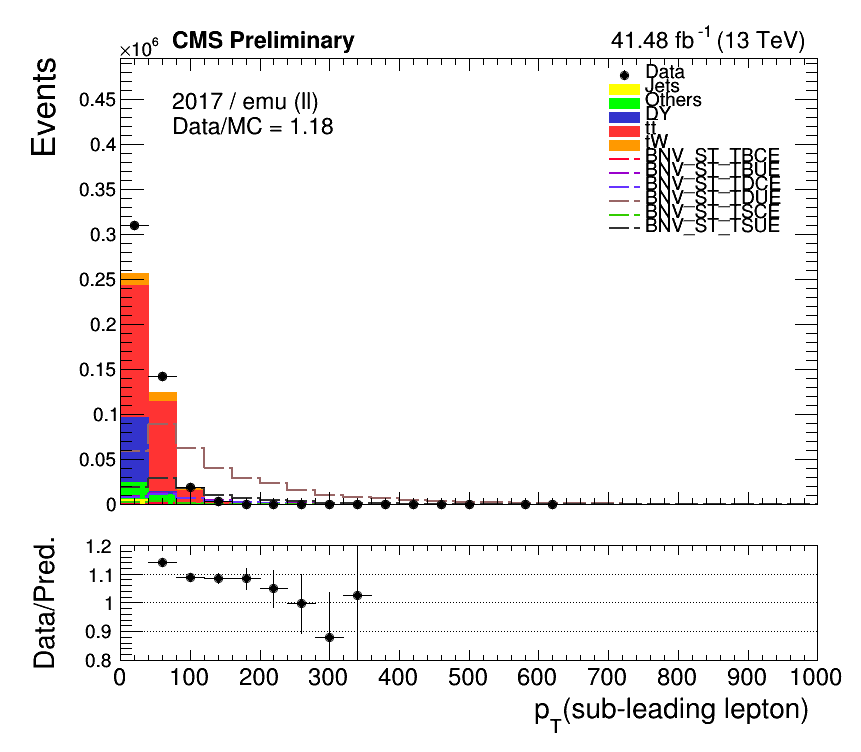 ×10⁶ CMS Preliminary 41.48 fb⁻¹ (13 TeV)
Events
2017 / emu (ll)
Data/MC = 1.18
Data
Jets
Others
DY
tt
tW
BNV_ST_TBCE
BNV_ST_TBUE
BNV_ST_TDCE
BNV_ST_TDUE
BNV_ST_TSCE
BNV_ST_TSUE
0.45
0.4
0.35
0.3
0.25
0.2
0.15
0.1
0.05
0
Data/Pred.
1.2
1.1
1
0.9
0.8
0 100 200 300 400 500 600 700 800 900 1000
p_T(sub-leading lepton)